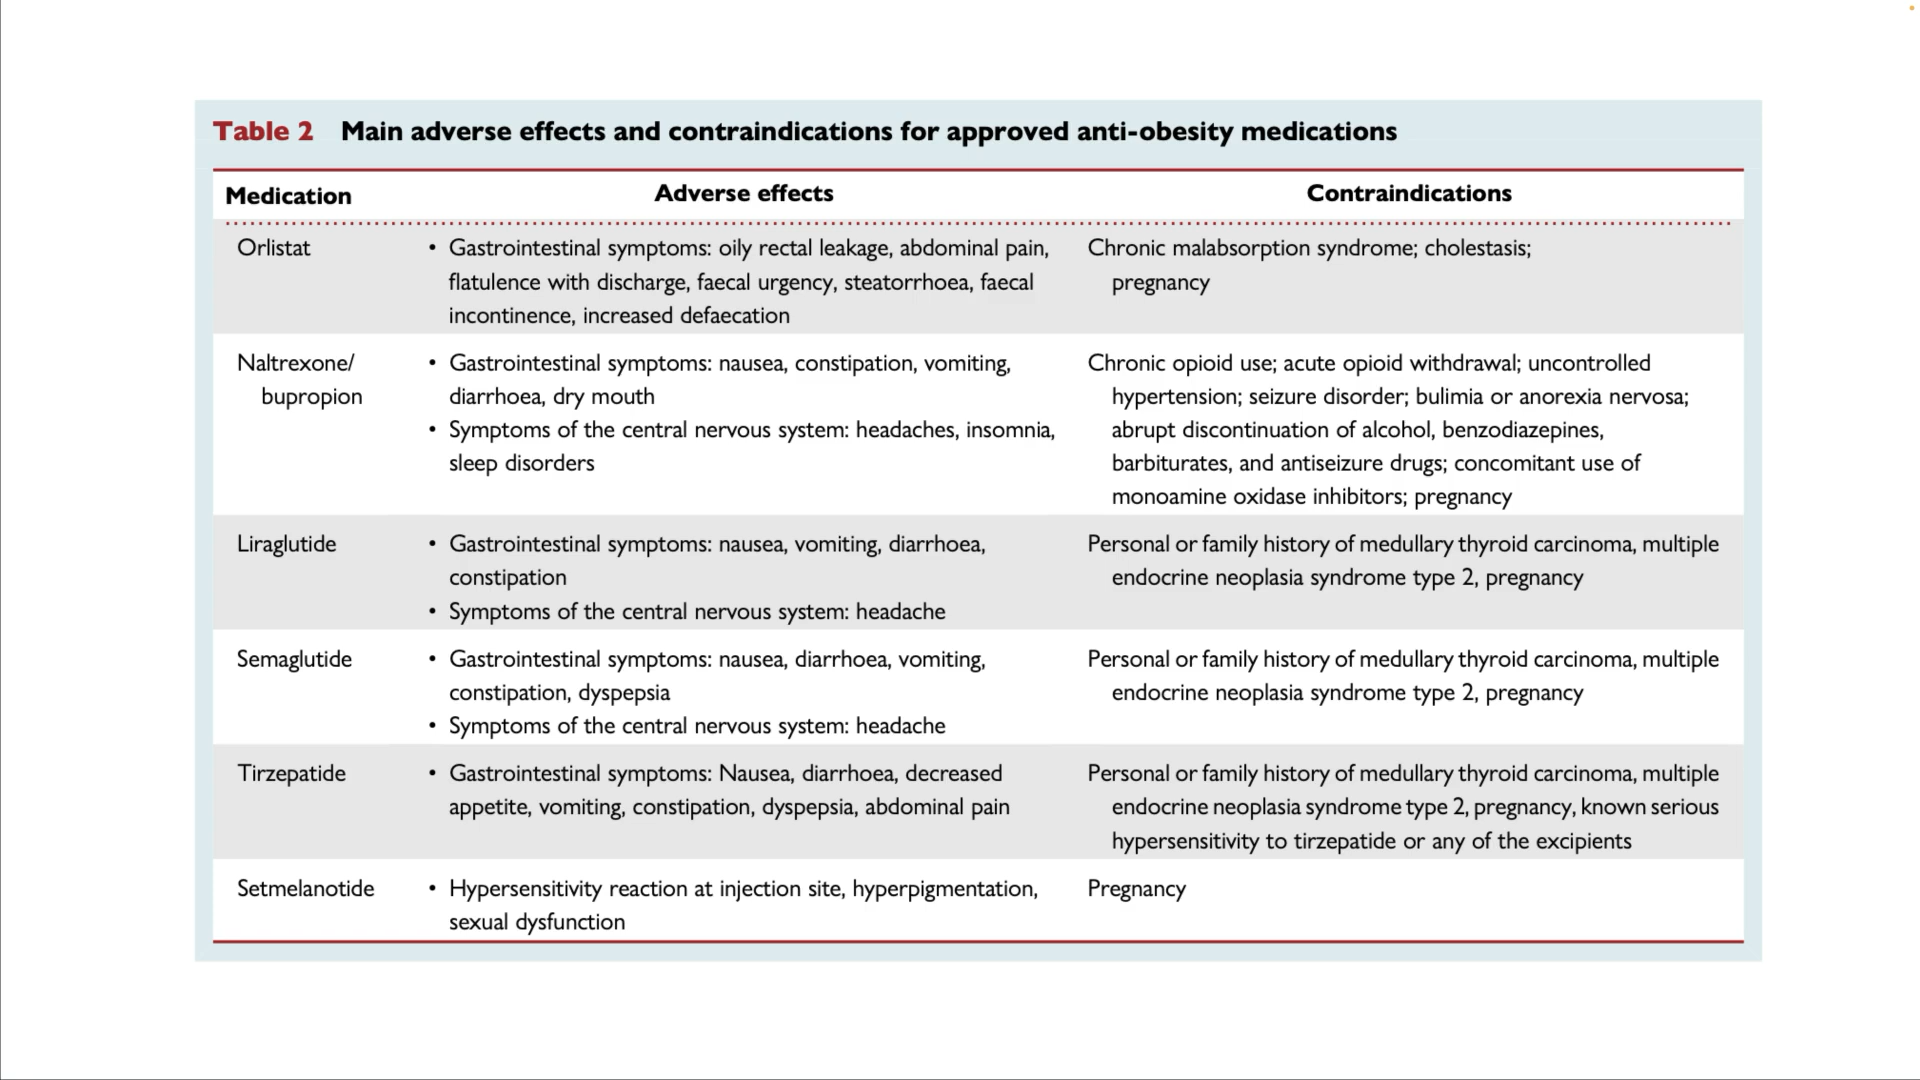 Table 2 Main adverse effects and contraindications for approved anti-obesity medications
Medication Adverse effects Contraindications
Orlistat • Gastrointestinal symptoms: oily rectal leakage, abdominal pain, Chronic malabsorption syndrome; cholestasis;
flatulence with discharge, faecal urgency, steatorrhoea, faecal pregnancy
incontinence, increased defaecation
Naltrexone/ • Gastrointestinal symptoms: nausea, constipation, vomiting, Chronic opioid use; acute opioid withdrawal; uncontrolled
bupropion diarrhoea, dry mouth hypertension; seizure disorder; bulimia or anorexia nervosa;
• Symptoms of the central nervous system: headaches, insomnia, abrupt discontinuation of alcohol, benzodiazepines,
sleep disorders barbiturates, and antiseizure drugs; concomitant use of
monoamine oxidase inhibitors; pregnancy
Liraglutide • Gastrointestinal symptoms: nausea, vomiting, diarrhoea, Personal or family history of medullary thyroid carcinoma, multiple
constipation endocrine neoplasia syndrome type 2, pregnancy
• Symptoms of the central nervous system: headache
Semaglutide • Gastrointestinal symptoms: nausea, diarrhoea, vomiting, Personal or family history of medullary thyroid carcinoma, multiple
constipation, dyspepsia endocrine neoplasia syndrome type 2, pregnancy
• Symptoms of the central nervous system: headache
Tirzepatide • Gastrointestinal symptoms: Nausea, diarrhoea, decreased Personal or family history of medullary thyroid carcinoma, multiple
appetite, vomiting, constipation, dyspepsia, abdominal pain endocrine neoplasia syndrome type 2, pregnancy, known serious
hypersensitivity to tirzepatide or any of the excipients
Setmelanotide • Hypersensitivity reaction at injection site, hyperpigmentation, Pregnancy
sexual dysfunction